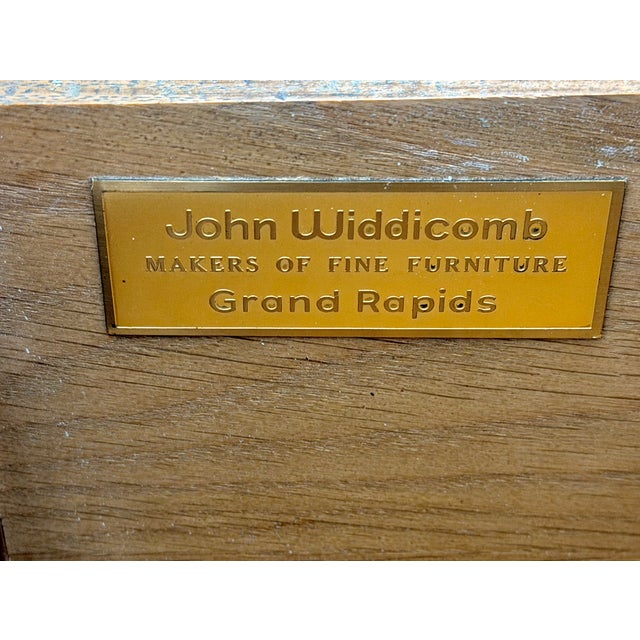 John Widdicomb
MAKERS OF FINE FURNITURE
Grand Rapids